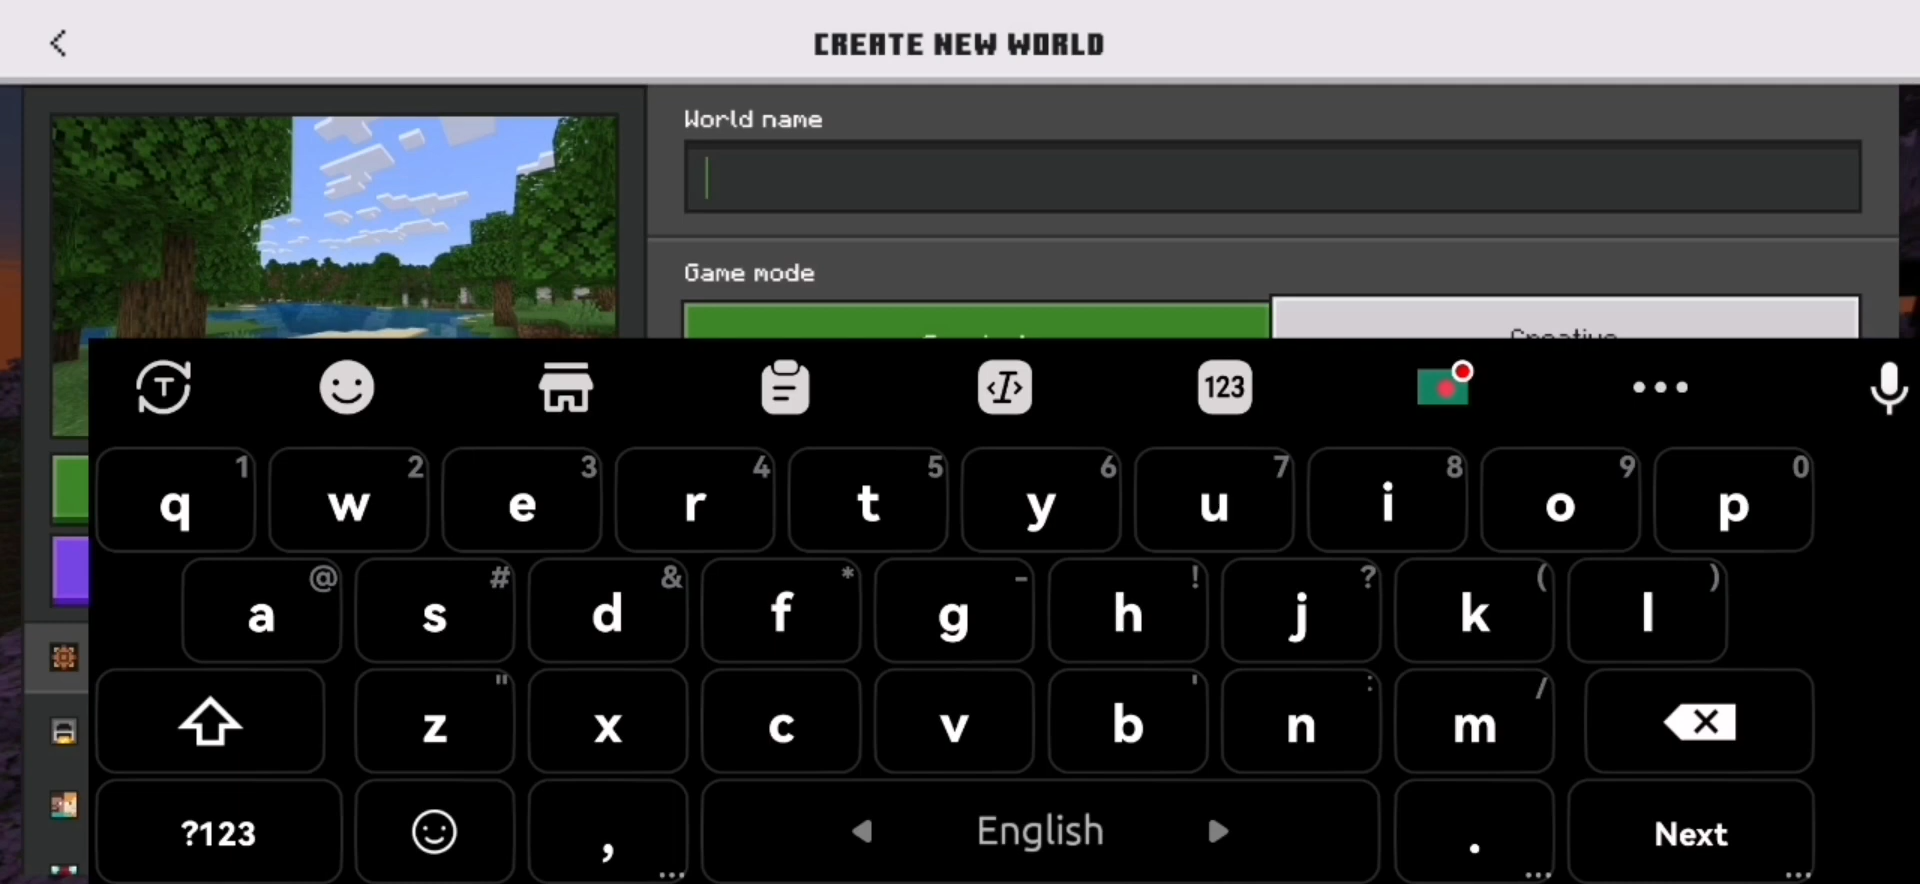 CREATE NEW WORLD
World name
Game mode
Creative
T
123
q 1 w 2 e 3 r 4 t 5 y 6 u 7 i 8 o 9 p 0
a @ s # d & f * g - h ! j ? k ( l )
z " x c v b ' n : m /
?123 , ... English . ... Next ...